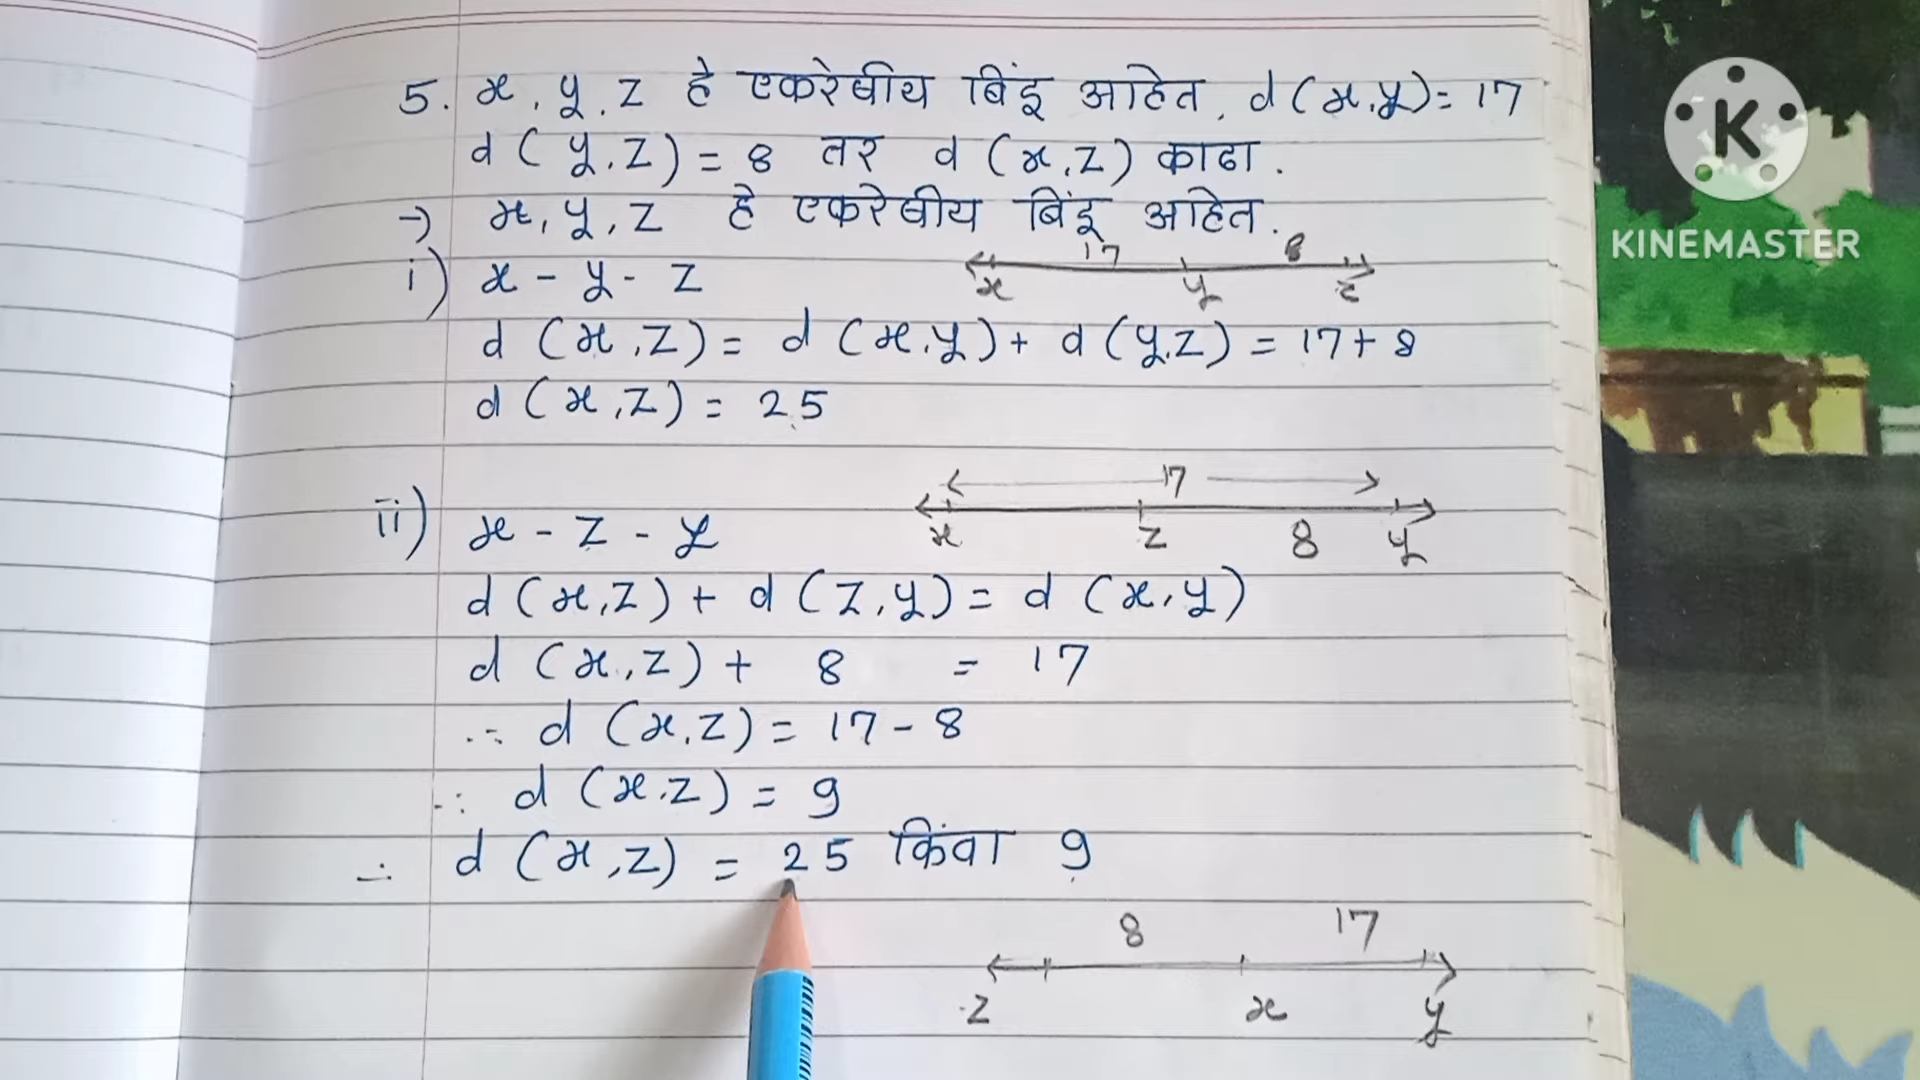 5. x, y, z हे एकरेषीय बिंदू आहेत, d(x,y)= 17
d(y,z) = 8 तर d(x,z) काढा.
→ x, y, z हे एकरेषीय बिंदू आहेत.
17 8
i) x - y - z
x y z
d(x,z) = d(x,y) + d(y,z) = 17+8
d(x,z) = 25
17
ii) x - z - y
x z 8 y
d(x,z) + d(z,y) = d(x,y)
d(x,z) + 8 = 17
∴ d(x,z) = 17-8
∴ d(x,z) = 9
∴ d(x,z) = 25 किंवा 9
8 17
z x y
K
KINEMASTER